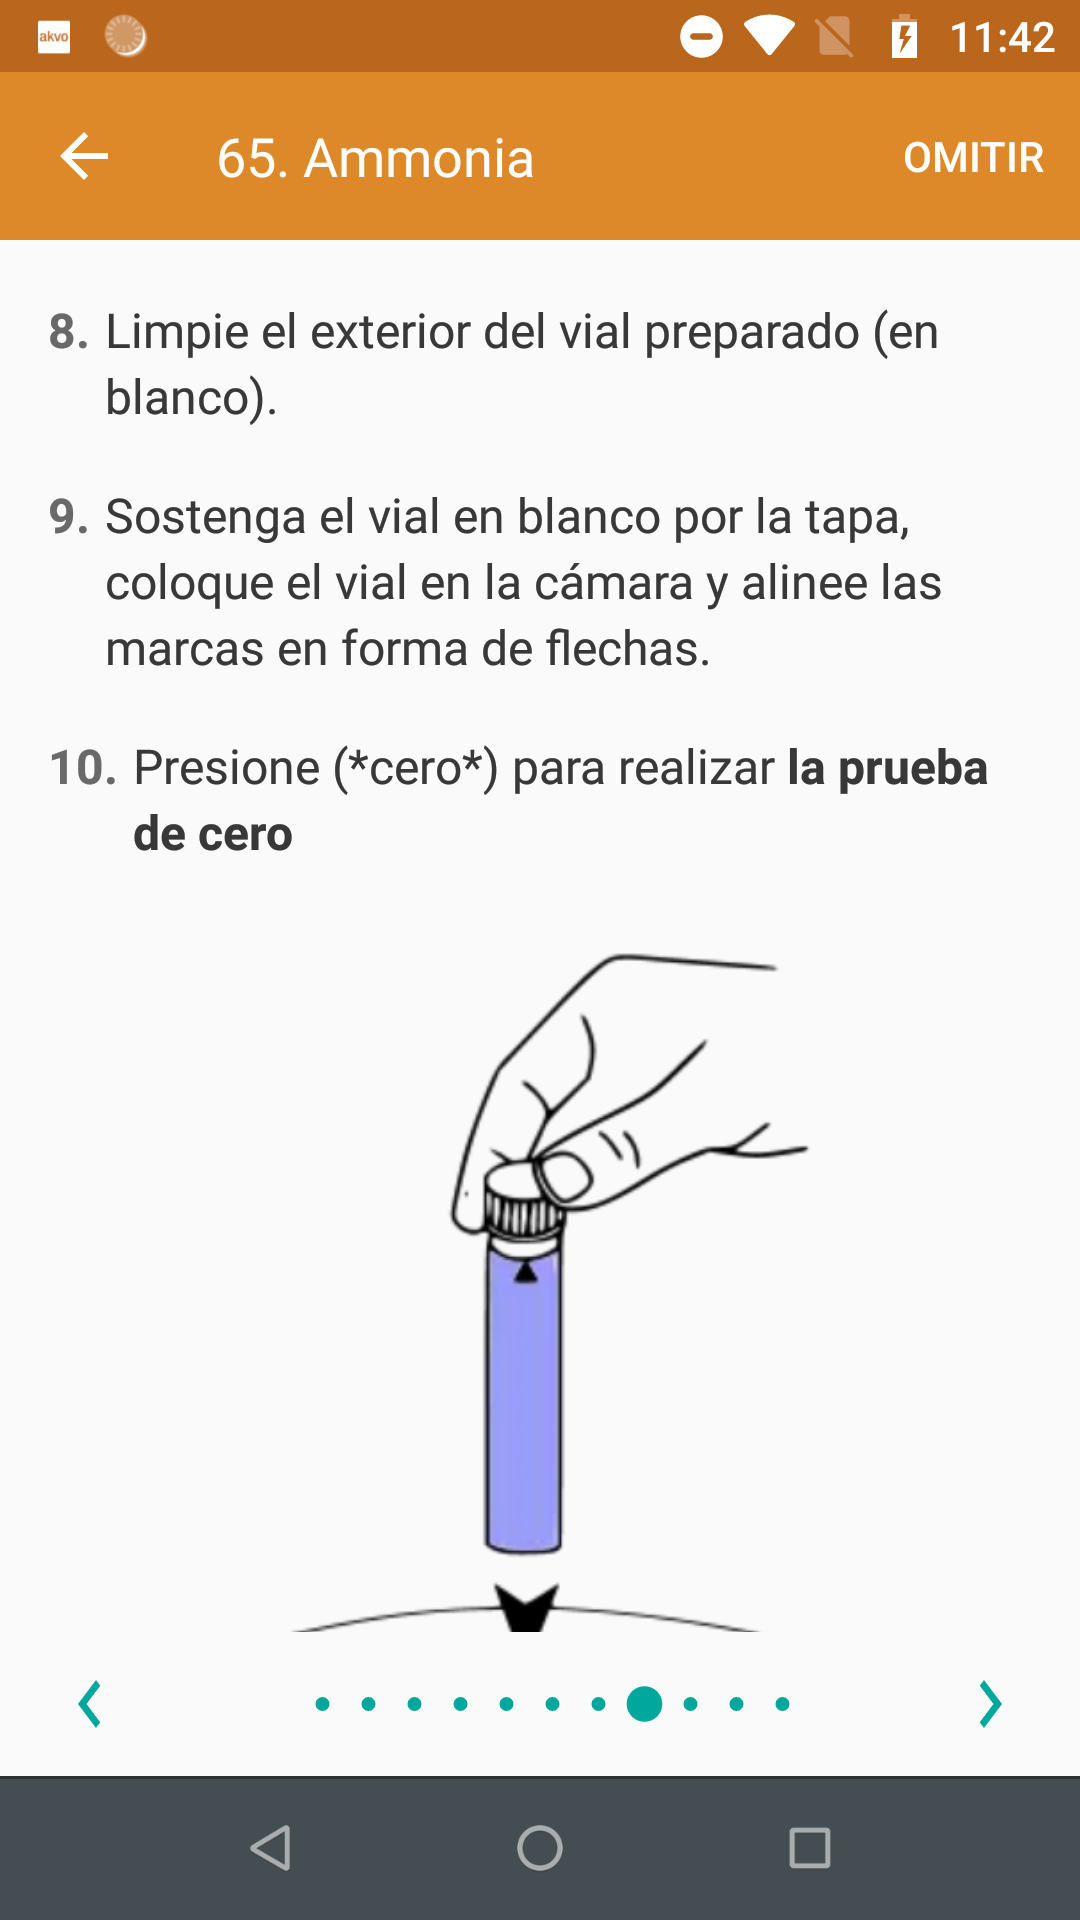 akvo
11:42
65. Ammonia
OMITIR
8. Limpie el exterior del vial preparado (en
blanco).
9. Sostenga el vial en blanco por la tapa,
coloque el vial en la cámara y alinee las
marcas en forma de flechas.
10. Presione (*cero*) para realizar la prueba
de cero